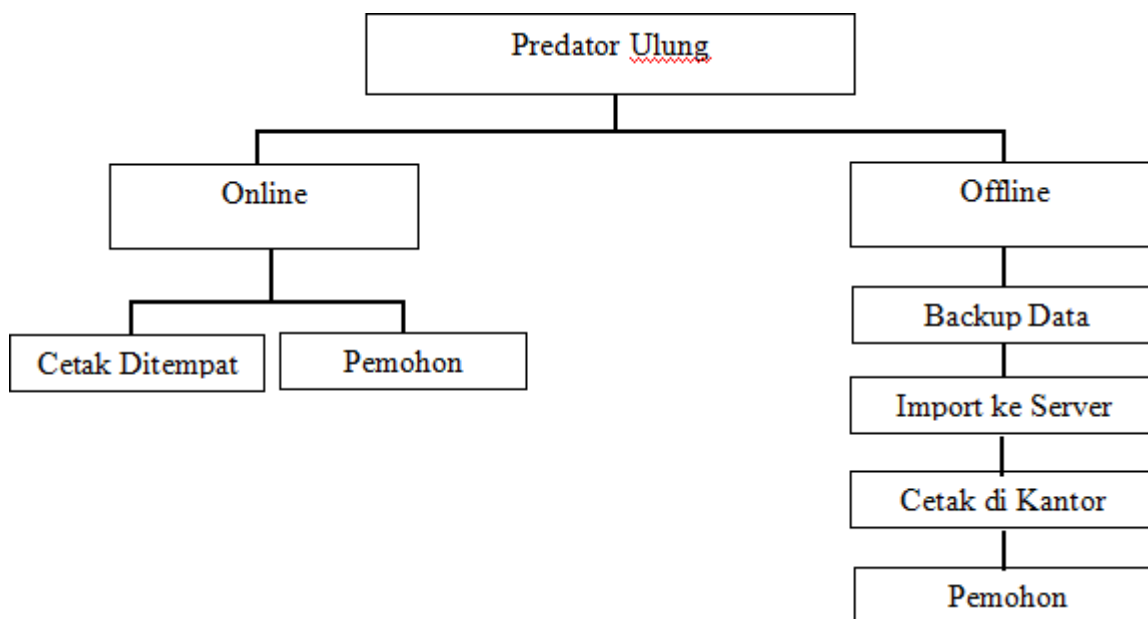 Predator Ulung
Online
Offline
Backup Data
Cetak Ditempat
Pemohon
Import ke Server
Cetak di Kantor
Pemohon